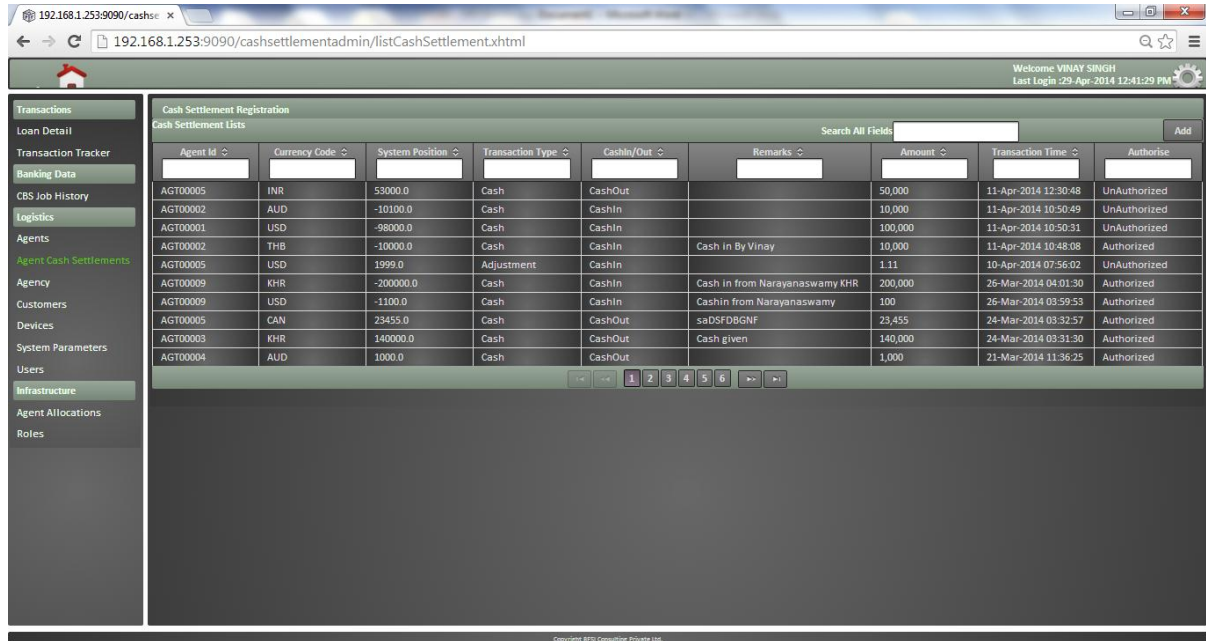 192.168.1.253:9090/cashse x
192.168.1.253:9090/cashsettlementadmin/listCashSettlement.xhtml
Welcome VINAY SINGH
Last Login :29-Apr-2014 12:41:29 PM
Transactions
Loan Detail
Transaction Tracker
Banking Data
CBS Job History
Logistics
Agents
Agent Cash Settlements
Agency
Customers
Devices
System Parameters
Users
Infrastructure
Agent Allocations
Roles
Cash Settlement Registration
Cash Settlement Lists Search All Fields Add
Agent Id Currency Code System Position Transaction Type CashIn/Out Remarks Amount Transaction Time Authorise
AGT00005 INR 53000.0 Cash CashOut 50,000 11-Apr-2014 12:30:48 UnAuthorized
AGT00002 AUD -10100.0 Cash CashIn 10,000 11-Apr-2014 10:50:49 UnAuthorized
AGT00001 USD -98000.0 Cash CashIn 100,000 11-Apr-2014 10:50:31 UnAuthorized
AGT00002 THB -10000.0 Cash CashIn Cash in By Vinay 10,000 11-Apr-2014 10:48:08 Authorized
AGT00005 USD 1999.0 Adjustment CashIn 1.11 10-Apr-2014 07:56:02 UnAuthorized
AGT00009 KHR -200000.0 Cash CashIn Cash in from Narayanaswamy KHR 200,000 26-Mar-2014 04:01:30 Authorized
AGT00009 USD -1100.0 Cash CashIn Cashin from Narayanaswamy 100 26-Mar-2014 03:59:53 Authorized
AGT00005 CAN 23455.0 Cash CashOut saDSFDBGNF 23,455 24-Mar-2014 03:32:57 Authorized
AGT00003 KHR 140000.0 Cash CashOut Cash given 140,000 24-Mar-2014 03:31:30 Authorized
AGT00004 AUD 1000.0 Cash CashOut 1,000 21-Mar-2014 11:36:25 Authorized
1 2 3 4 5 6
Copyright BFSI Consulting Private Ltd.